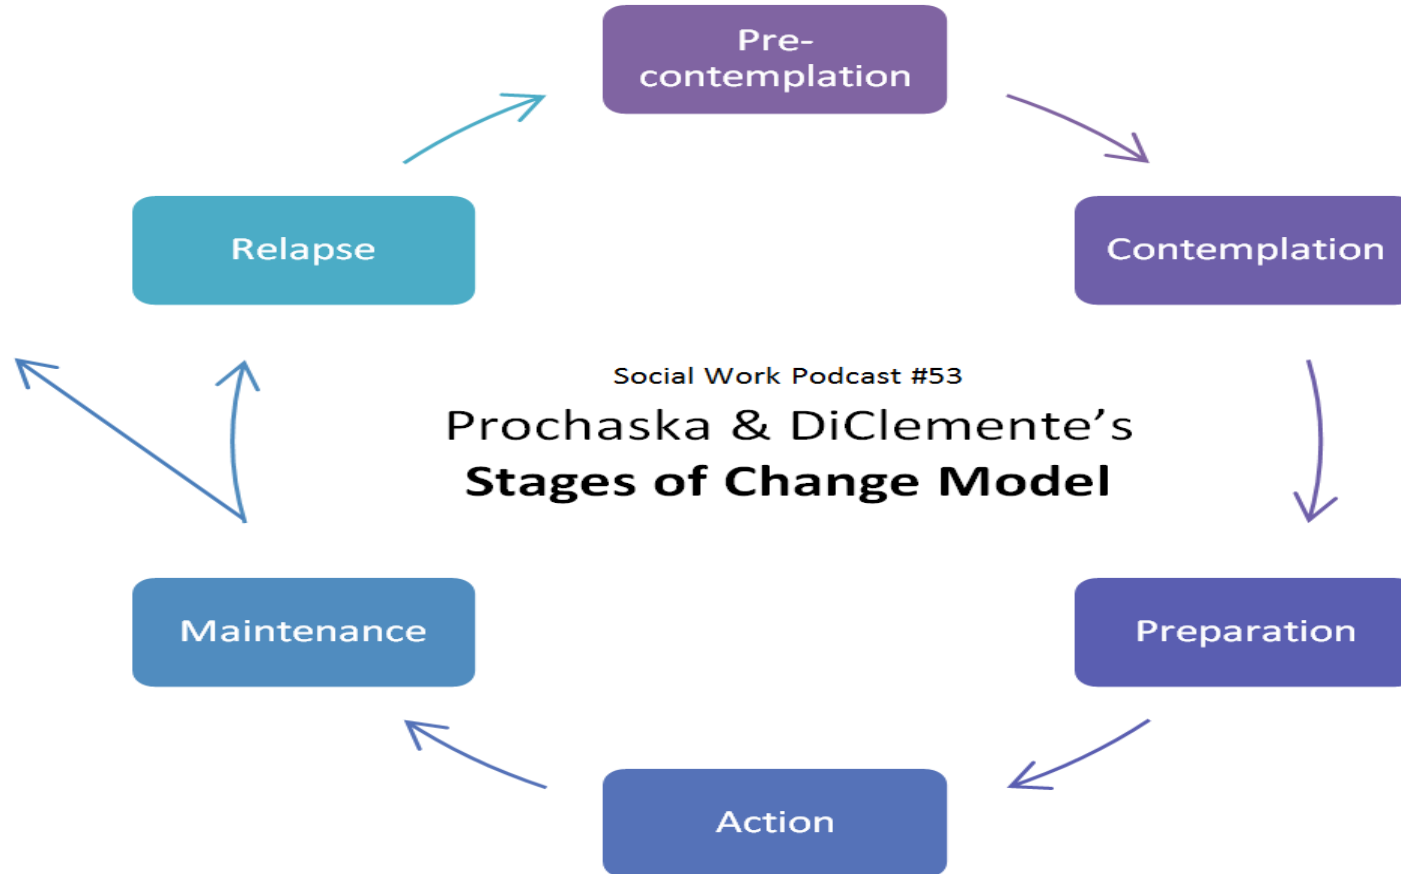 Pre-
contemplation
Contemplation
Preparation
Action
Maintenance
Relapse
Social Work Podcast #53
Prochaska & DiClemente’s
Stages of Change Model